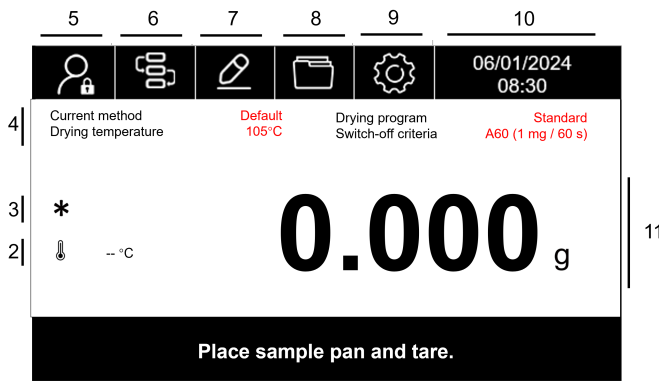 5 6 7 8 9 10
06/01/2024
08:30
4 Current method Default Drying program Standard
Drying temperature 105°C Switch-off criteria A60 (1 mg / 60 s)
3 *
0.000 g 11
2 -- °C
Place sample pan and tare.